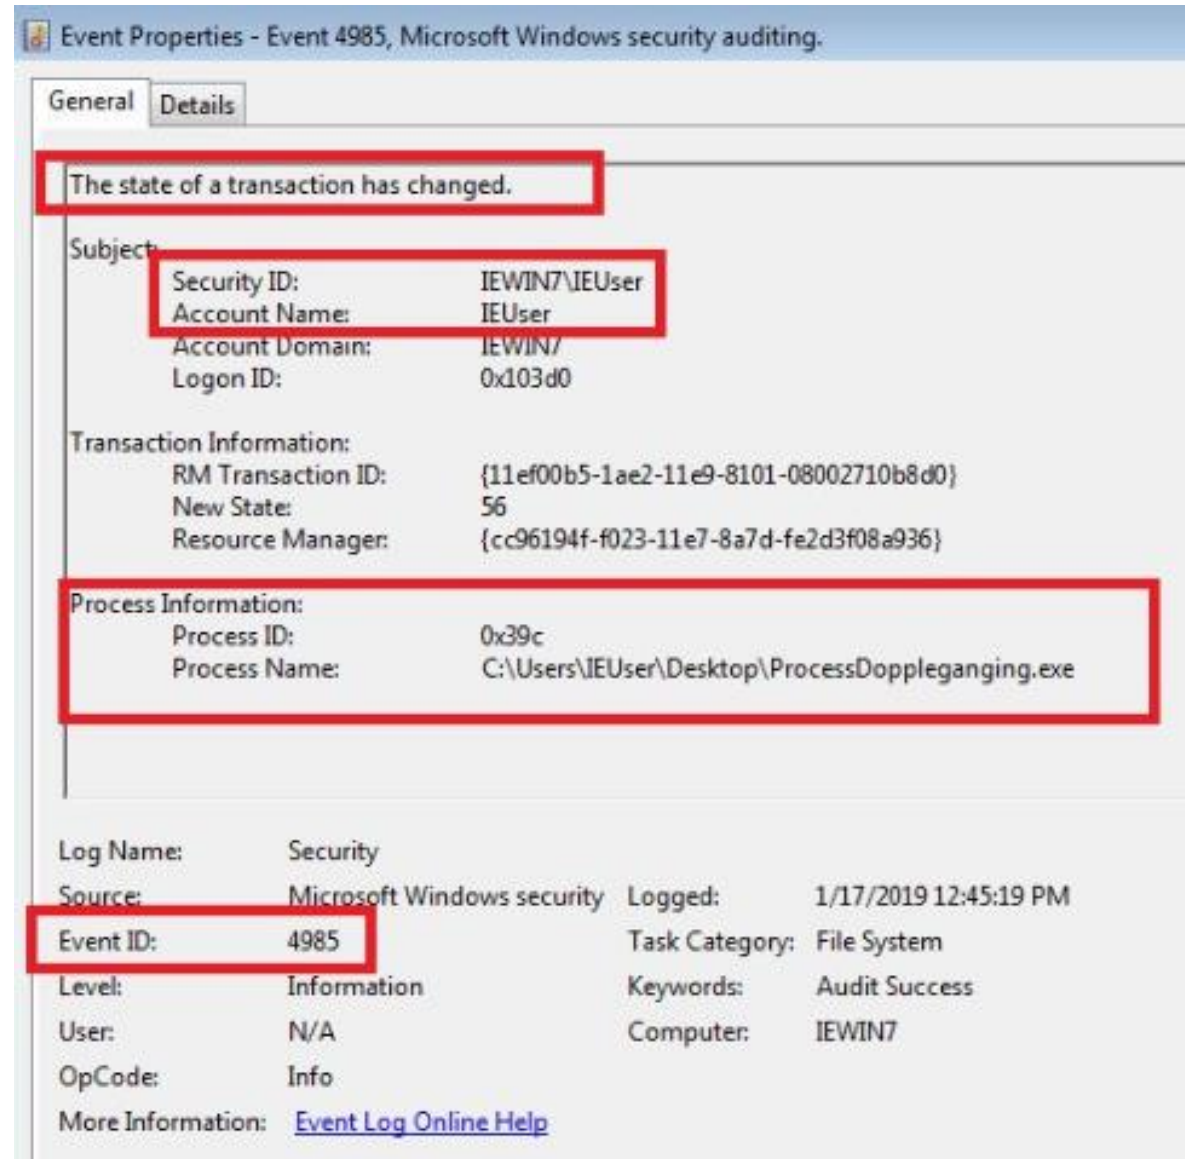 Event Properties - Event 4985, Microsoft Windows security auditing.
General Details
The state of a transaction has changed.
Subject:
Security ID: IEWIN7\IEUser
Account Name: IEUser
Account Domain: IEWIN7
Logon ID: 0x103d0
Transaction Information:
RM Transaction ID: {11ef00b5-1ae2-11e9-8101-08002710b8d0}
New State: 56
Resource Manager: {cc96194f-f023-11e7-8a7d-fe2d3f08a936}
Process Information:
Process ID: 0x39c
Process Name: C:\Users\IEUser\Desktop\ProcessDoppleganging.exe
Log Name: Security
Source: Microsoft Windows security Logged: 1/17/2019 12:45:19 PM
Event ID: 4985 Task Category: File System
Level: Information Keywords: Audit Success
User: N/A Computer: IEWIN7
OpCode: Info
More Information: Event Log Online Help